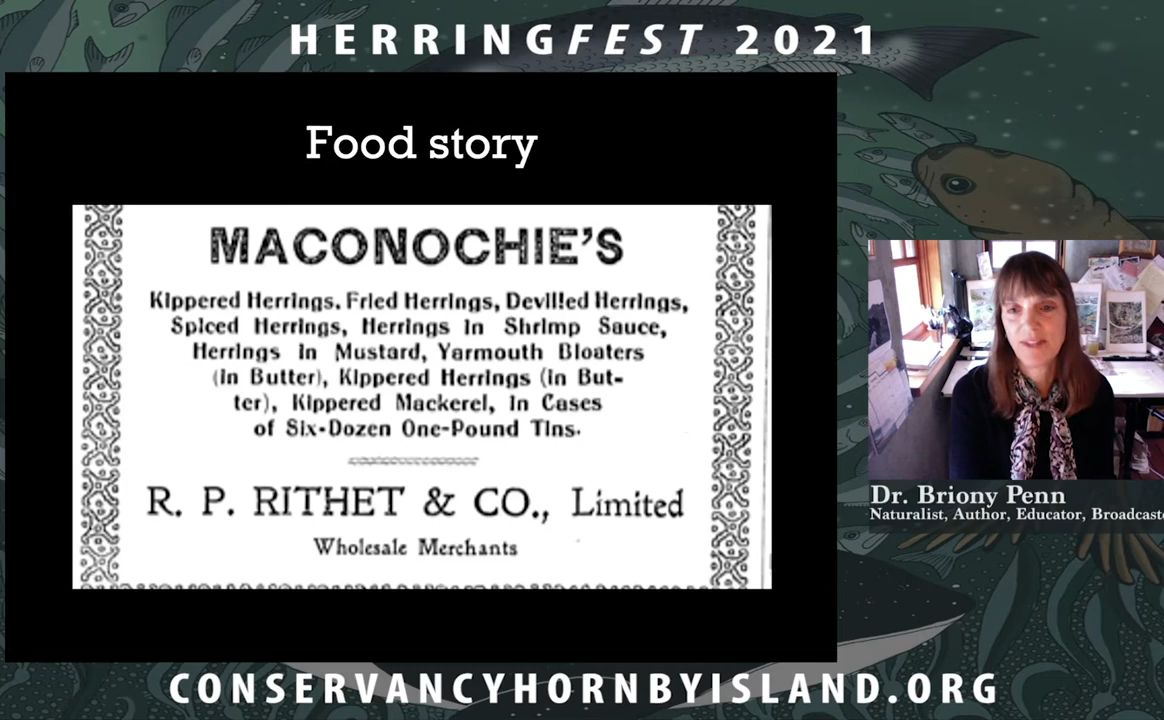 HERRINGFEST 2021
Food story
MACONOCHIE'S
Kippered Herrings, Fried Herrings, Devilled Herrings,
Spiced Herrings, Herrings in Shrimp Sauce,
Herrings in Mustard, Yarmouth Bloaters
(in Butter), Kippered Herrings (in But-
ter), Kippered Mackerel, in Cases
of Six-Dozen One-Pound Tins.
R. P. RITHET & CO., Limited
Wholesale Merchants
Dr. Briony Penn
Naturalist, Author, Educator, Broadcaste
CONSERVANCYHORNBYISLAND.ORG